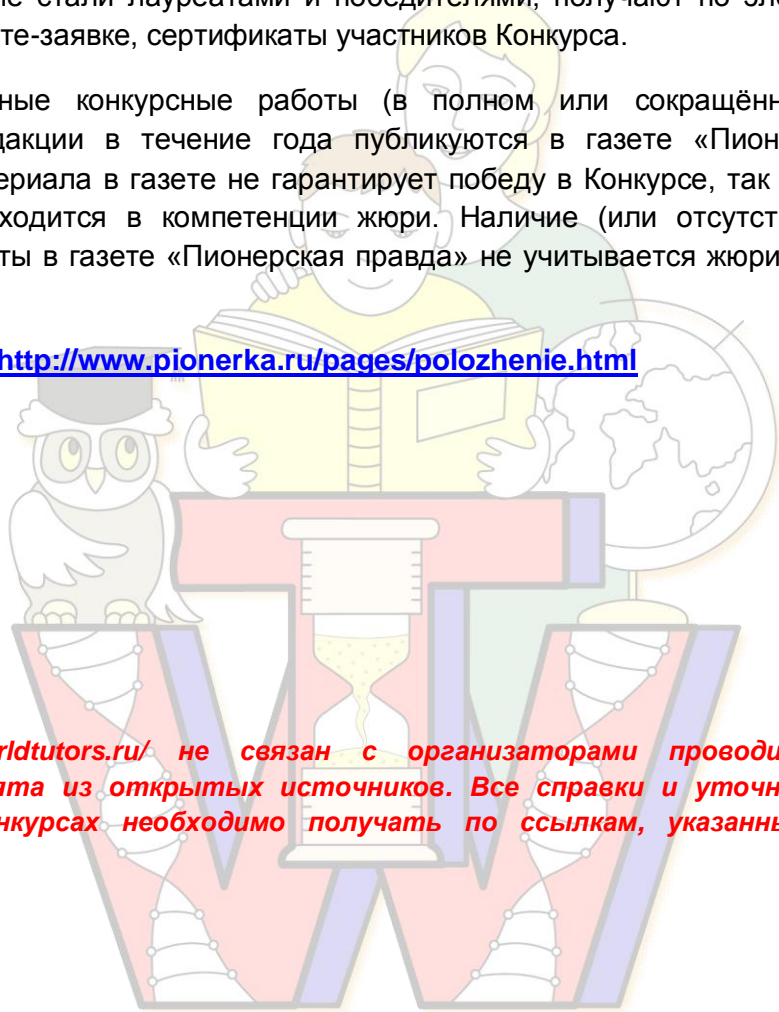 стали лауреатами и победителями, получают по
те-заявке, сертификаты участников Конкурса.
ные конкурсные работы (в полном или сокращённ
дакции в течение года публикуются в газете «Пион
ериала в газете не гарантирует победу в Конкурсе, так
ходится в компетенции жюри. Наличие (или отсутст
ты в газете «Пионерская правда» не учитывается жюри
http://www.pionerka.ru/pages/polozhenie.html
rldtutors.ru/ не связан с организаторами проводи
ята из открытых источников. Все справки и уточн
нкурсах необходимо получать по ссылкам, указанны